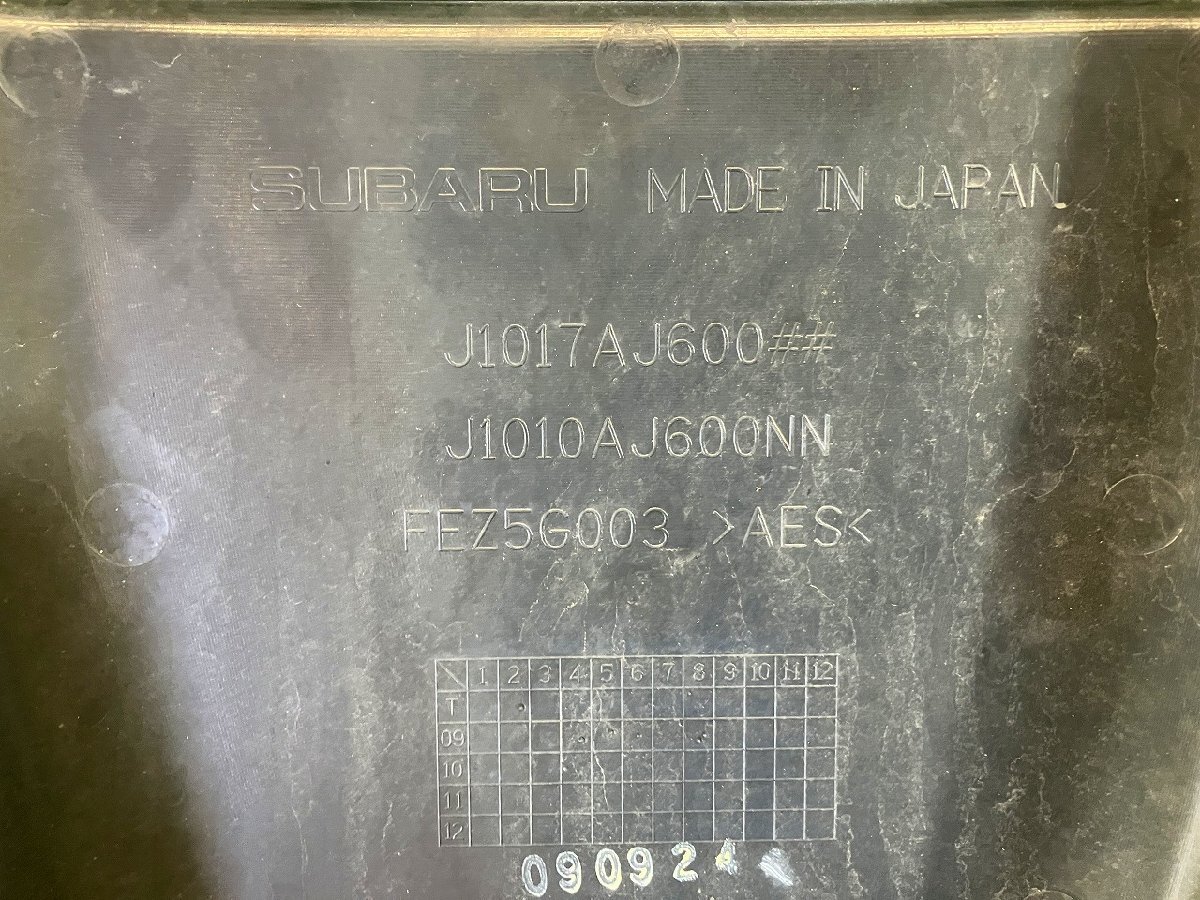 SUBARU MADE IN JAPAN
J1017AJ600##
J1010AJ600NN
FEZ5G003 >AES<
1 2 3 4 5 6 7 8 9 10 11 12
T
09
10
11
12
090924